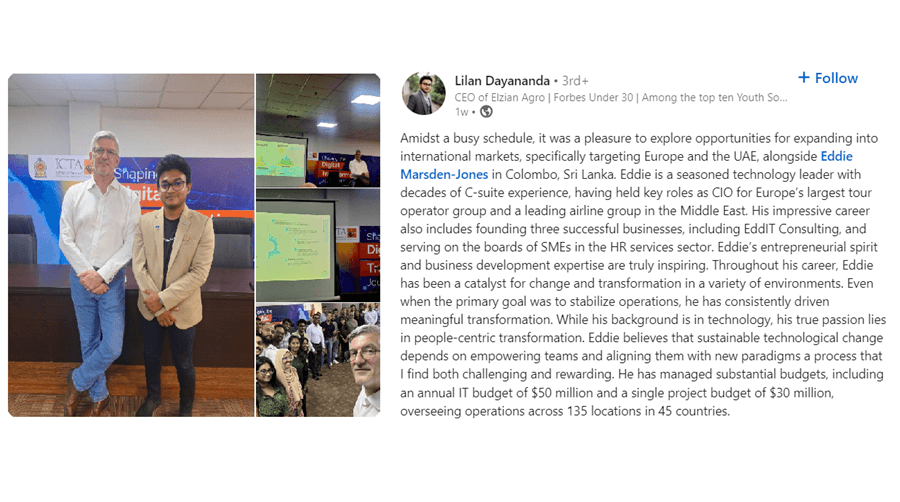 ICTA
Shaping
Digital
Lilan Dayananda • 3rd+
+ Follow
CEO of Elzian Agro | Forbes Under 30 | Among the top ten Youth So...
1w •
Amidst a busy schedule, it was a pleasure to explore opportunities for expanding into
international markets, specifically targeting Europe and the UAE, alongside Eddie
Marsden-Jones in Colombo, Sri Lanka. Eddie is a seasoned technology leader with
decades of C-suite experience, having held key roles as CIO for Europe's largest tour
operator group and a leading airline group in the Middle East. His impressive career
also includes founding three successful businesses, including EddIT Consulting, and
serving on the boards of SMEs in the HR services sector. Eddie's entrepreneurial spirit
and business development expertise are truly inspiring. Throughout his career, Eddie
has been a catalyst for change and transformation in a variety of environments. Even
when the primary goal was to stabilize operations, he has consistently driven
meaningful transformation. While his background is in technology, his true passion lies
in people-centric transformation. Eddie believes that sustainable technological change
depends on empowering teams and aligning them with new paradigms a process that
I find both challenging and rewarding. He has managed substantial budgets, including
an annual IT budget of $50 million and a single project budget of $30 million,
overseeing operations across 135 locations in 45 countries.